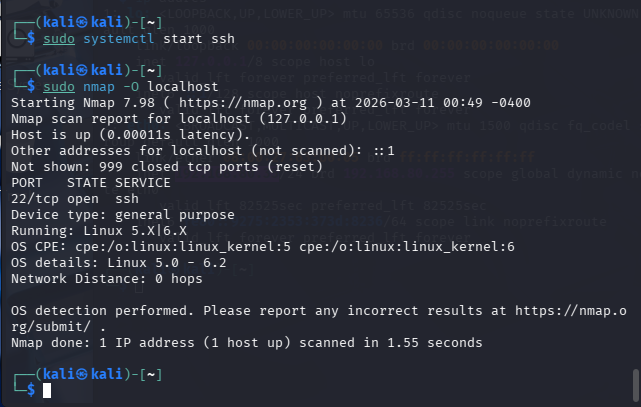 ┌──(kali㉿kali)-[~]
└─$ sudo systemctl start ssh
┌──(kali㉿kali)-[~]
└─$ sudo nmap -O localhost
Starting Nmap 7.98 ( https://nmap.org ) at 2026-03-11 00:49 -0400
Nmap scan report for localhost (127.0.0.1)
Host is up (0.00011s latency).
Other addresses for localhost (not scanned): ::1
Not shown: 999 closed tcp ports (reset)
PORT   STATE SERVICE
22/tcp open  ssh
Device type: general purpose
Running: Linux 5.X|6.X
OS CPE: cpe:/o:linux:linux_kernel:5 cpe:/o:linux:linux_kernel:6
OS details: Linux 5.0 - 6.2
Network Distance: 0 hops
OS detection performed. Please report any incorrect results at https://nmap.o
rg/submit/ .
Nmap done: 1 IP address (1 host up) scanned in 1.55 seconds
┌──(kali㉿kali)-[~]
└─$